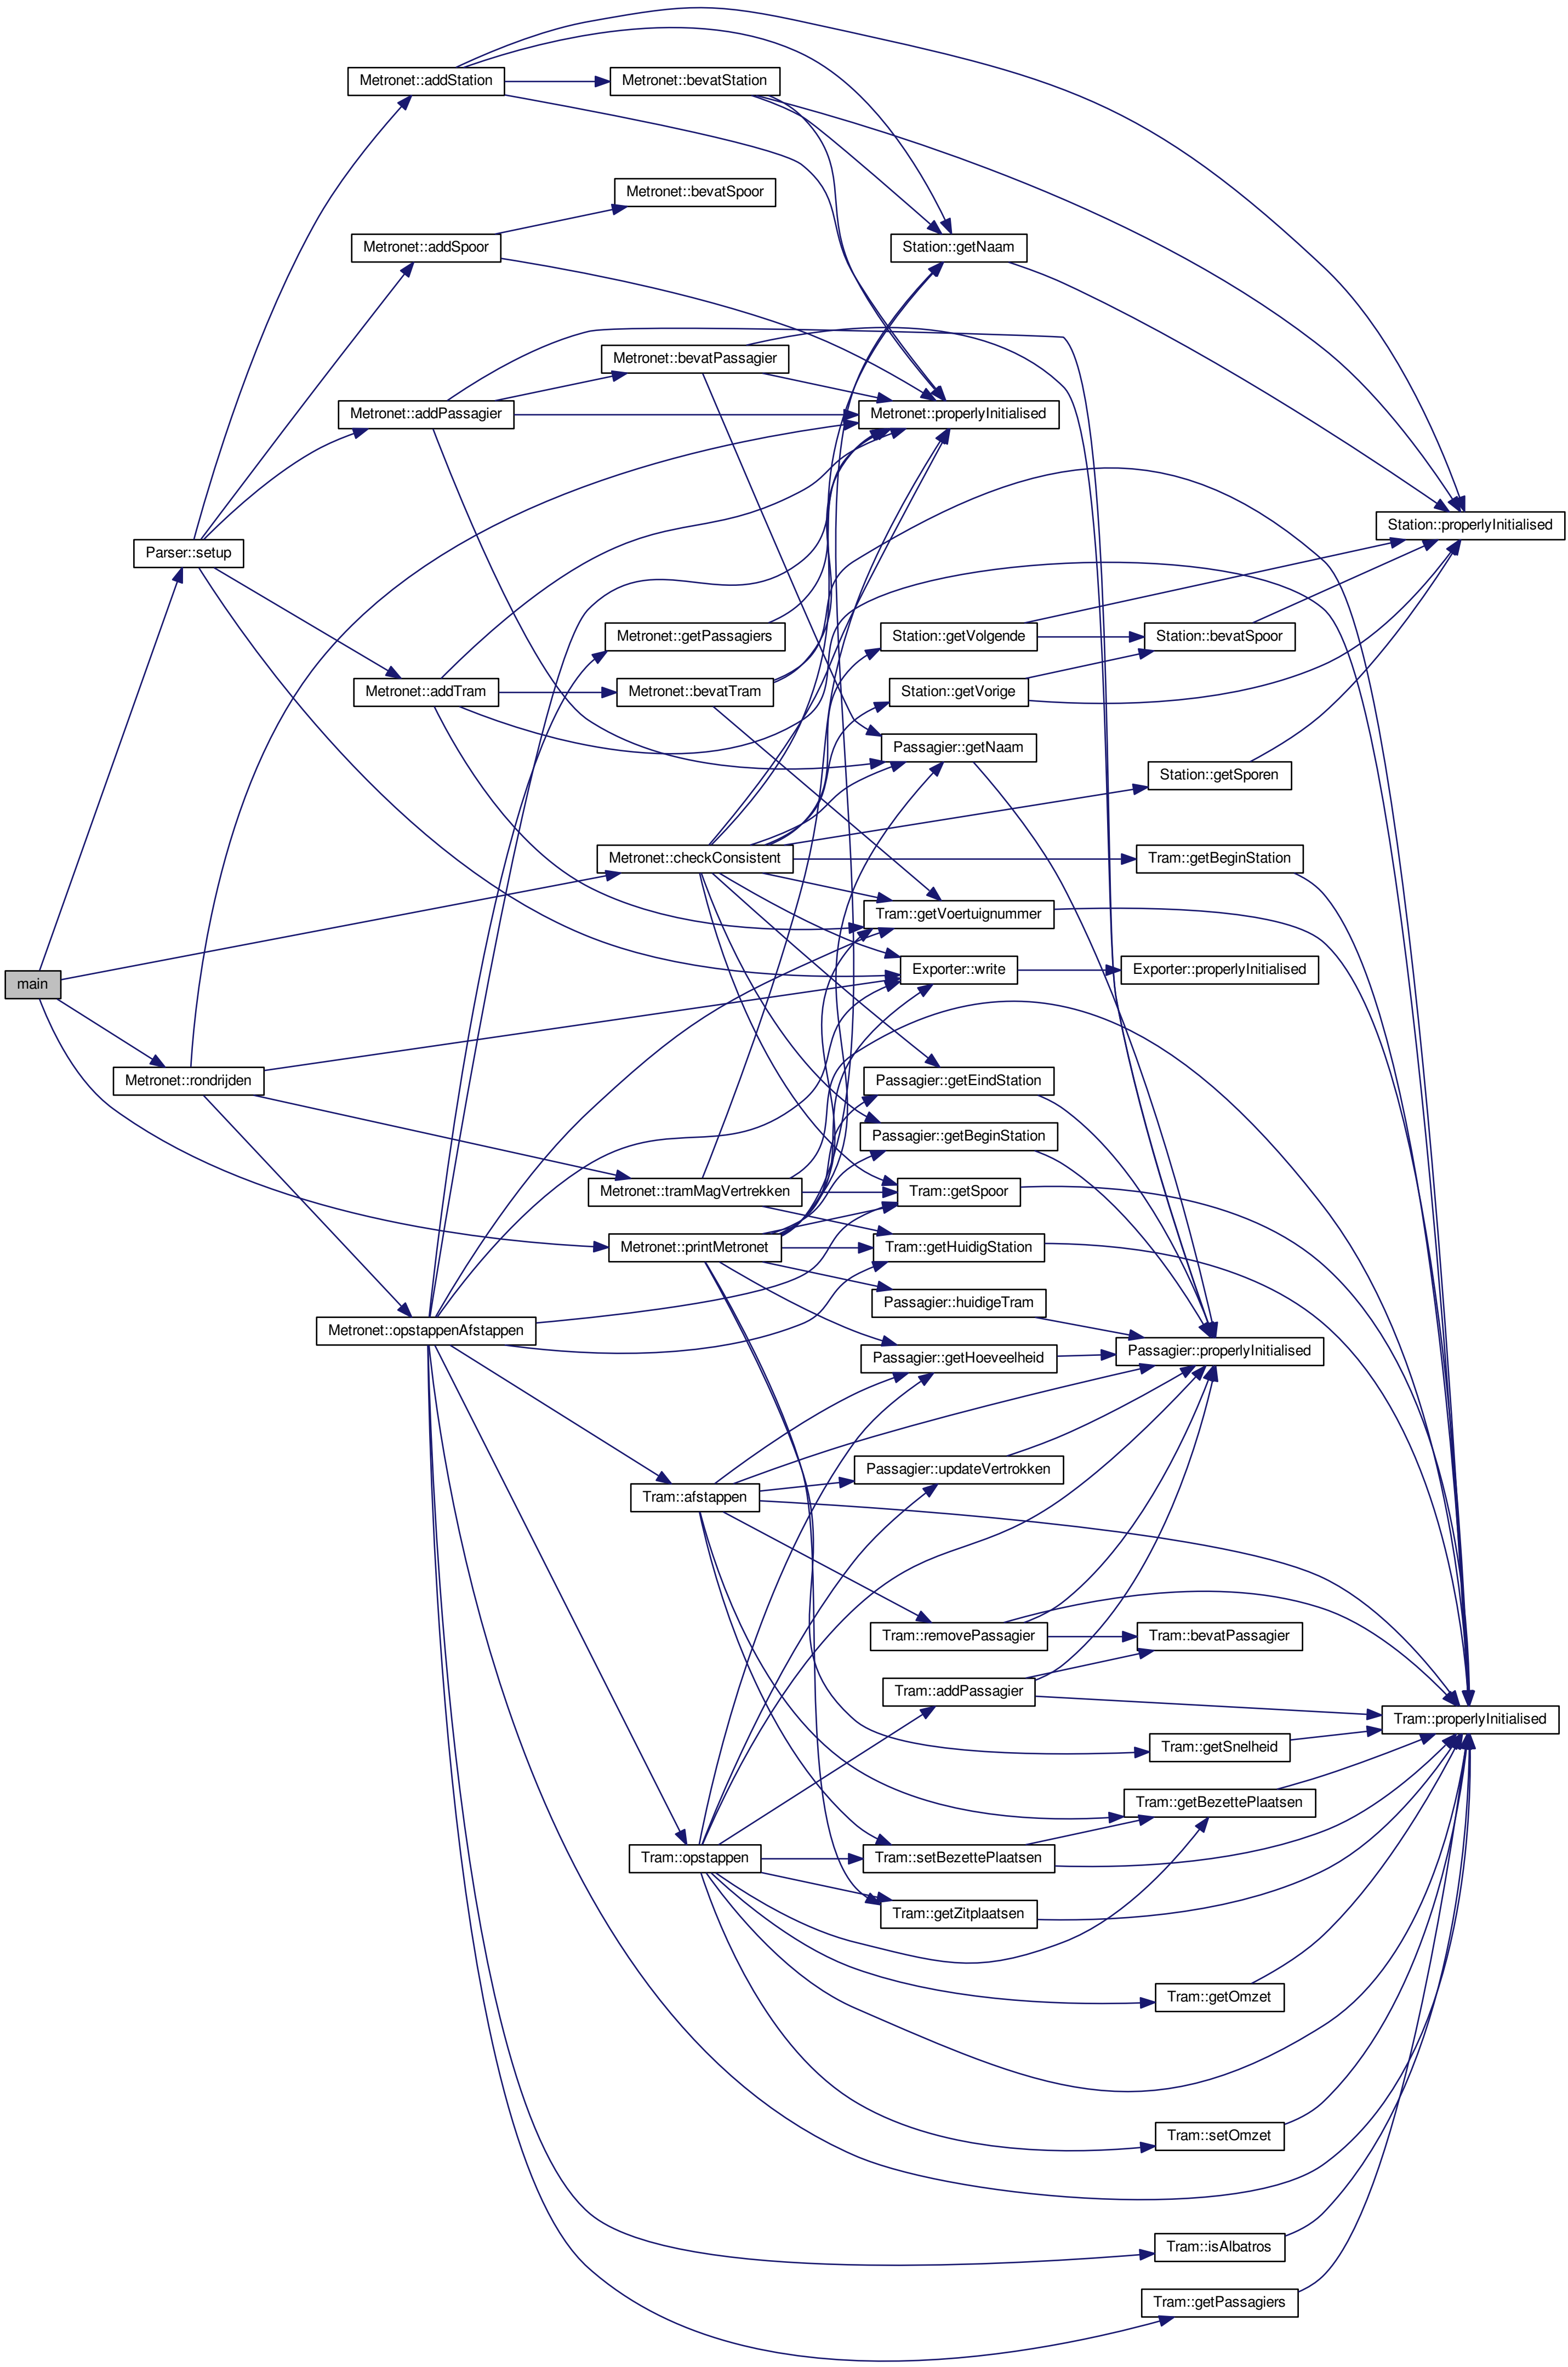 Metronet::addStation
Metronet::bevatStation
Metronet::bevatSpoor
Metronet::addSpoor
Station::getNaam
Metronet::bevatPassagier
Metronet::addPassagier
Metronet::properlyInitialised
Station::properlyInitialised
Parser::setup
Metronet::getPassagiers
Station::getVolgende
Station::bevatSpoor
Metronet::addTram
Metronet::bevatTram
Station::getVorige
Passagier::getNaam
Station::getSporen
Metronet::checkConsistent
Tram::getBeginStation
Tram::getVoertuignummer
main
Exporter::write
Exporter::properlyInitialised
Metronet::rondrijden
Passagier::getEindStation
Passagier::getBeginStation
Metronet::tramMagVertrekken
Tram::getSpoor
Metronet::printMetronet
Tram::getHuidigStation
Passagier::huidigeTram
Metronet::opstappenAfstappen
Passagier::properlyInitialised
Passagier::getHoeveelheid
Passagier::updateVertrokken
Tram::afstappen
Tram::removePassagier
Tram::bevatPassagier
Tram::addPassagier
Tram::properlyInitialised
Tram::getSnelheid
Tram::getBezettePlaatsen
Tram::opstappen
Tram::setBezettePlaatsen
Tram::getZitplaatsen
Tram::getOmzet
Tram::setOmzet
Tram::isAlbatros
Tram::getPassagiers